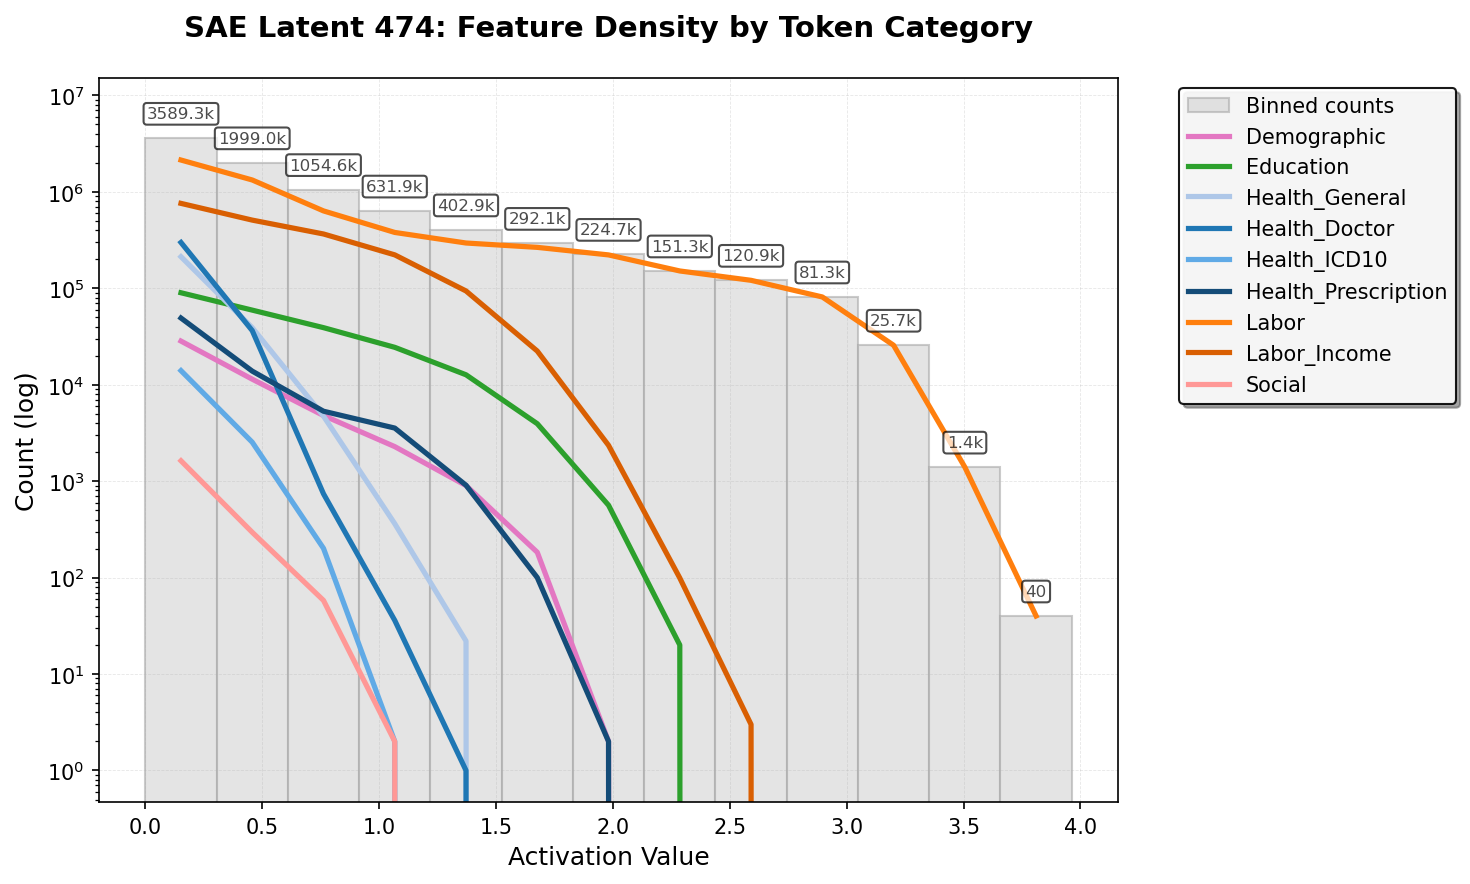 SAE Latent 474: Feature Density by Token Category
Count (log)
10⁷
10⁶
10⁵
10⁴
10³
10²
10¹
10⁰
3589.3k
1999.0k
1054.6k
631.9k
402.9k
292.1k
224.7k
151.3k
120.9k
81.3k
25.7k
1.4k
40
0.0 0.5 1.0 1.5 2.0 2.5 3.0 3.5 4.0
Activation Value
Binned counts
Demographic
Education
Health_General
Health_Doctor
Health_ICD10
Health_Prescription
Labor
Labor_Income
Social